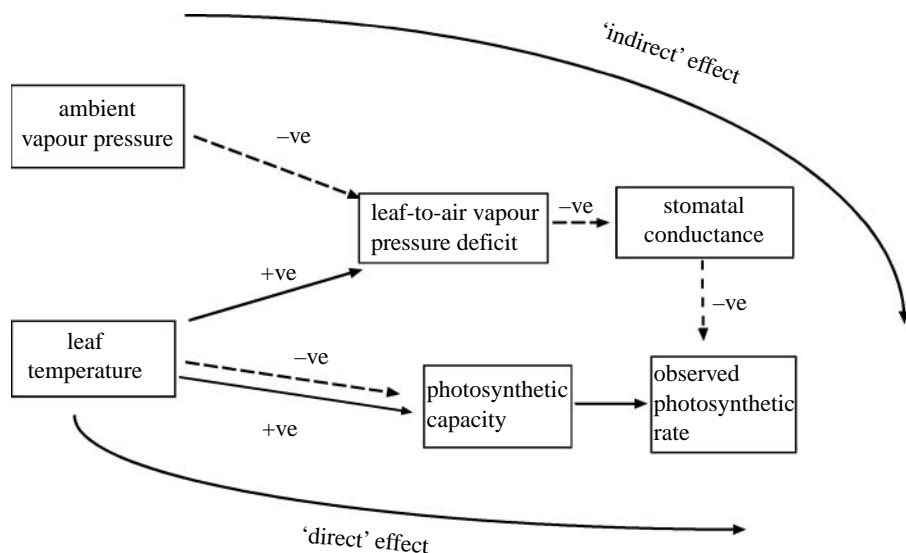 'indirect' effect
ambient
vapour pressure
–ve
leaf-to-air vapour
pressure deficit
–ve
stomatal
conductance
+ve
–ve
leaf
temperature
–ve
+ve
photosynthetic
capacity
observed
photosynthetic
rate
'direct' effect